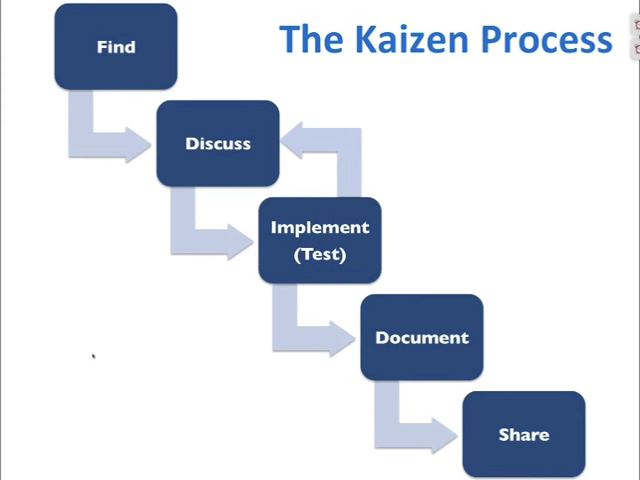 The Kaizen Process
Find
Discuss
Implement
(Test)
Document
Share